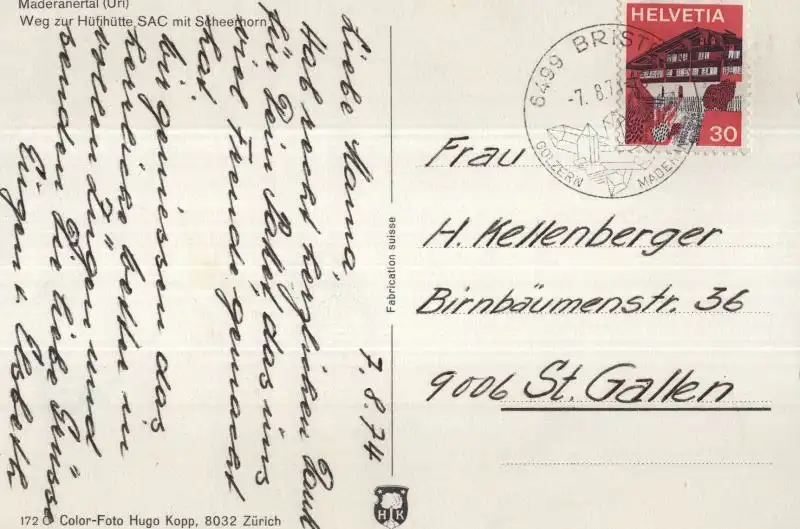 Maderanertal (Uri)
Weg zur Hüfihütte SAC mit Scheerhorn
7.8.74
Liebe Mama,
Hab recht herzlichen Dank
für Dein Paket, das uns
viel Freude gemacht
hat.
Wir geniessen das
herrliche Wetter in
vollen Zügen und
senden Dir liebe Grüsse
Eugen u. Elsbeth
172 C Color-Foto Hugo Kopp, 8032 Zürich
Fabrication suisse
HK
HELVETIA
30
6499 BRIST
-7. 8.7
GOLZERN
MADERAN
Frau
H. Kellenberger
Birnbäumenstr. 36
9006 St. Gallen